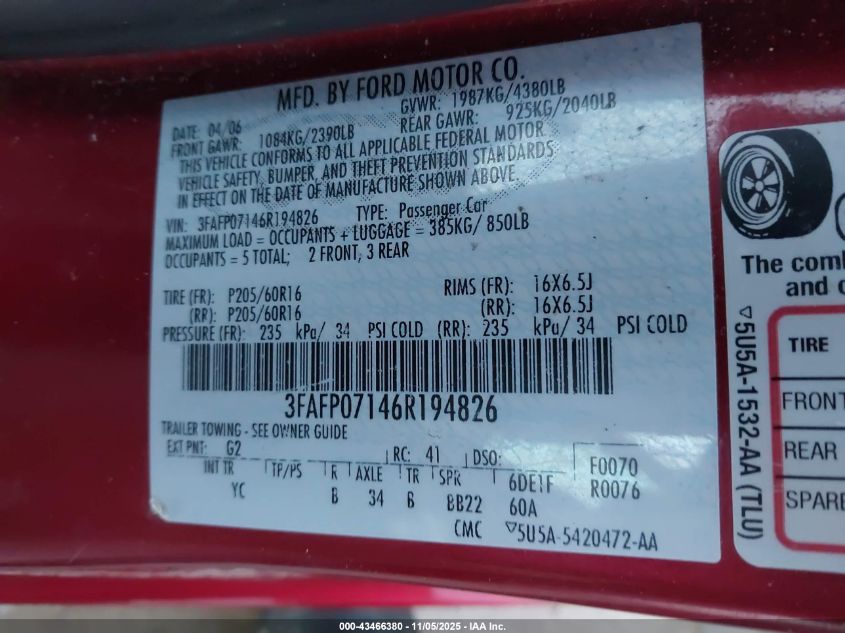 MFD. BY FORD MOTOR CO.
DATE: 04/06 GVWR: 1987KG/4380LB
FRONT GAWR: 1084KG/2390LB REAR GAWR: 925KG/2040LB
THIS VEHICLE CONFORMS TO ALL APPLICABLE FEDERAL MOTOR
VEHICLE SAFETY, BUMPER, AND THEFT PREVENTION STANDARDS
IN EFFECT ON THE DATE OF MANUFACTURE SHOWN ABOVE.
VIN: 3FAFP07146R194826 TYPE: Passenger Car
MAXIMUM LOAD = OCCUPANTS + LUGGAGE = 385KG/ 850LB
OCCUPANTS = 5 TOTAL; 2 FRONT, 3 REAR
TIRE (FR): P205/60R16 RIMS (FR): 16X6.5J
(RR): P205/60R16 (RR): 16X6.5J
PRESSURE (FR): 235 kPa/ 34 PSI COLD (RR): 235 kPa/ 34 PSI COLD
3FAFP07146R194826
TRAILER TOWING - SEE OWNER GUIDE
EXT PNT: G2 RC: 41 DSO: F0070
INT TR TP/PS R AXLE TR SPR 6DE1F R0076
YC B 34 B BB22 60A
CMC ▽5U5A-5420472-AA
The comb
and c
▽5U5A-1532-AA (TLU)
TIRE
FRONT
REAR
SPARE
000-43466380 - 11/05/2025 - IAA Inc.